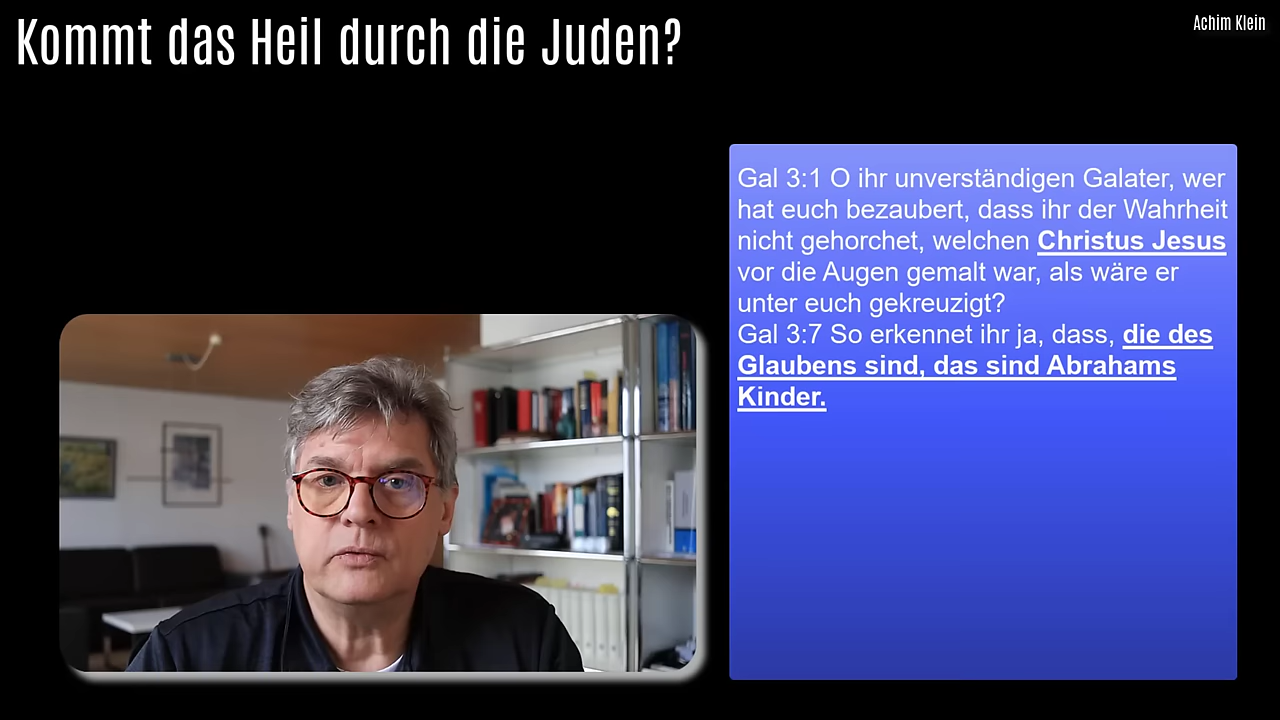 Kommt das Heil durch die Juden?
Achim Klein
Gal 3:1 O ihr unverständigen Galater, wer
hat euch bezaubert, dass ihr der Wahrheit
nicht gehorchet, welchen Christus Jesus
vor die Augen gemalt war, als wäre er
unter euch gekreuzigt?
Gal 3:7 So erkennet ihr ja, dass, die des
Glaubens sind, das sind Abrahams
Kinder.